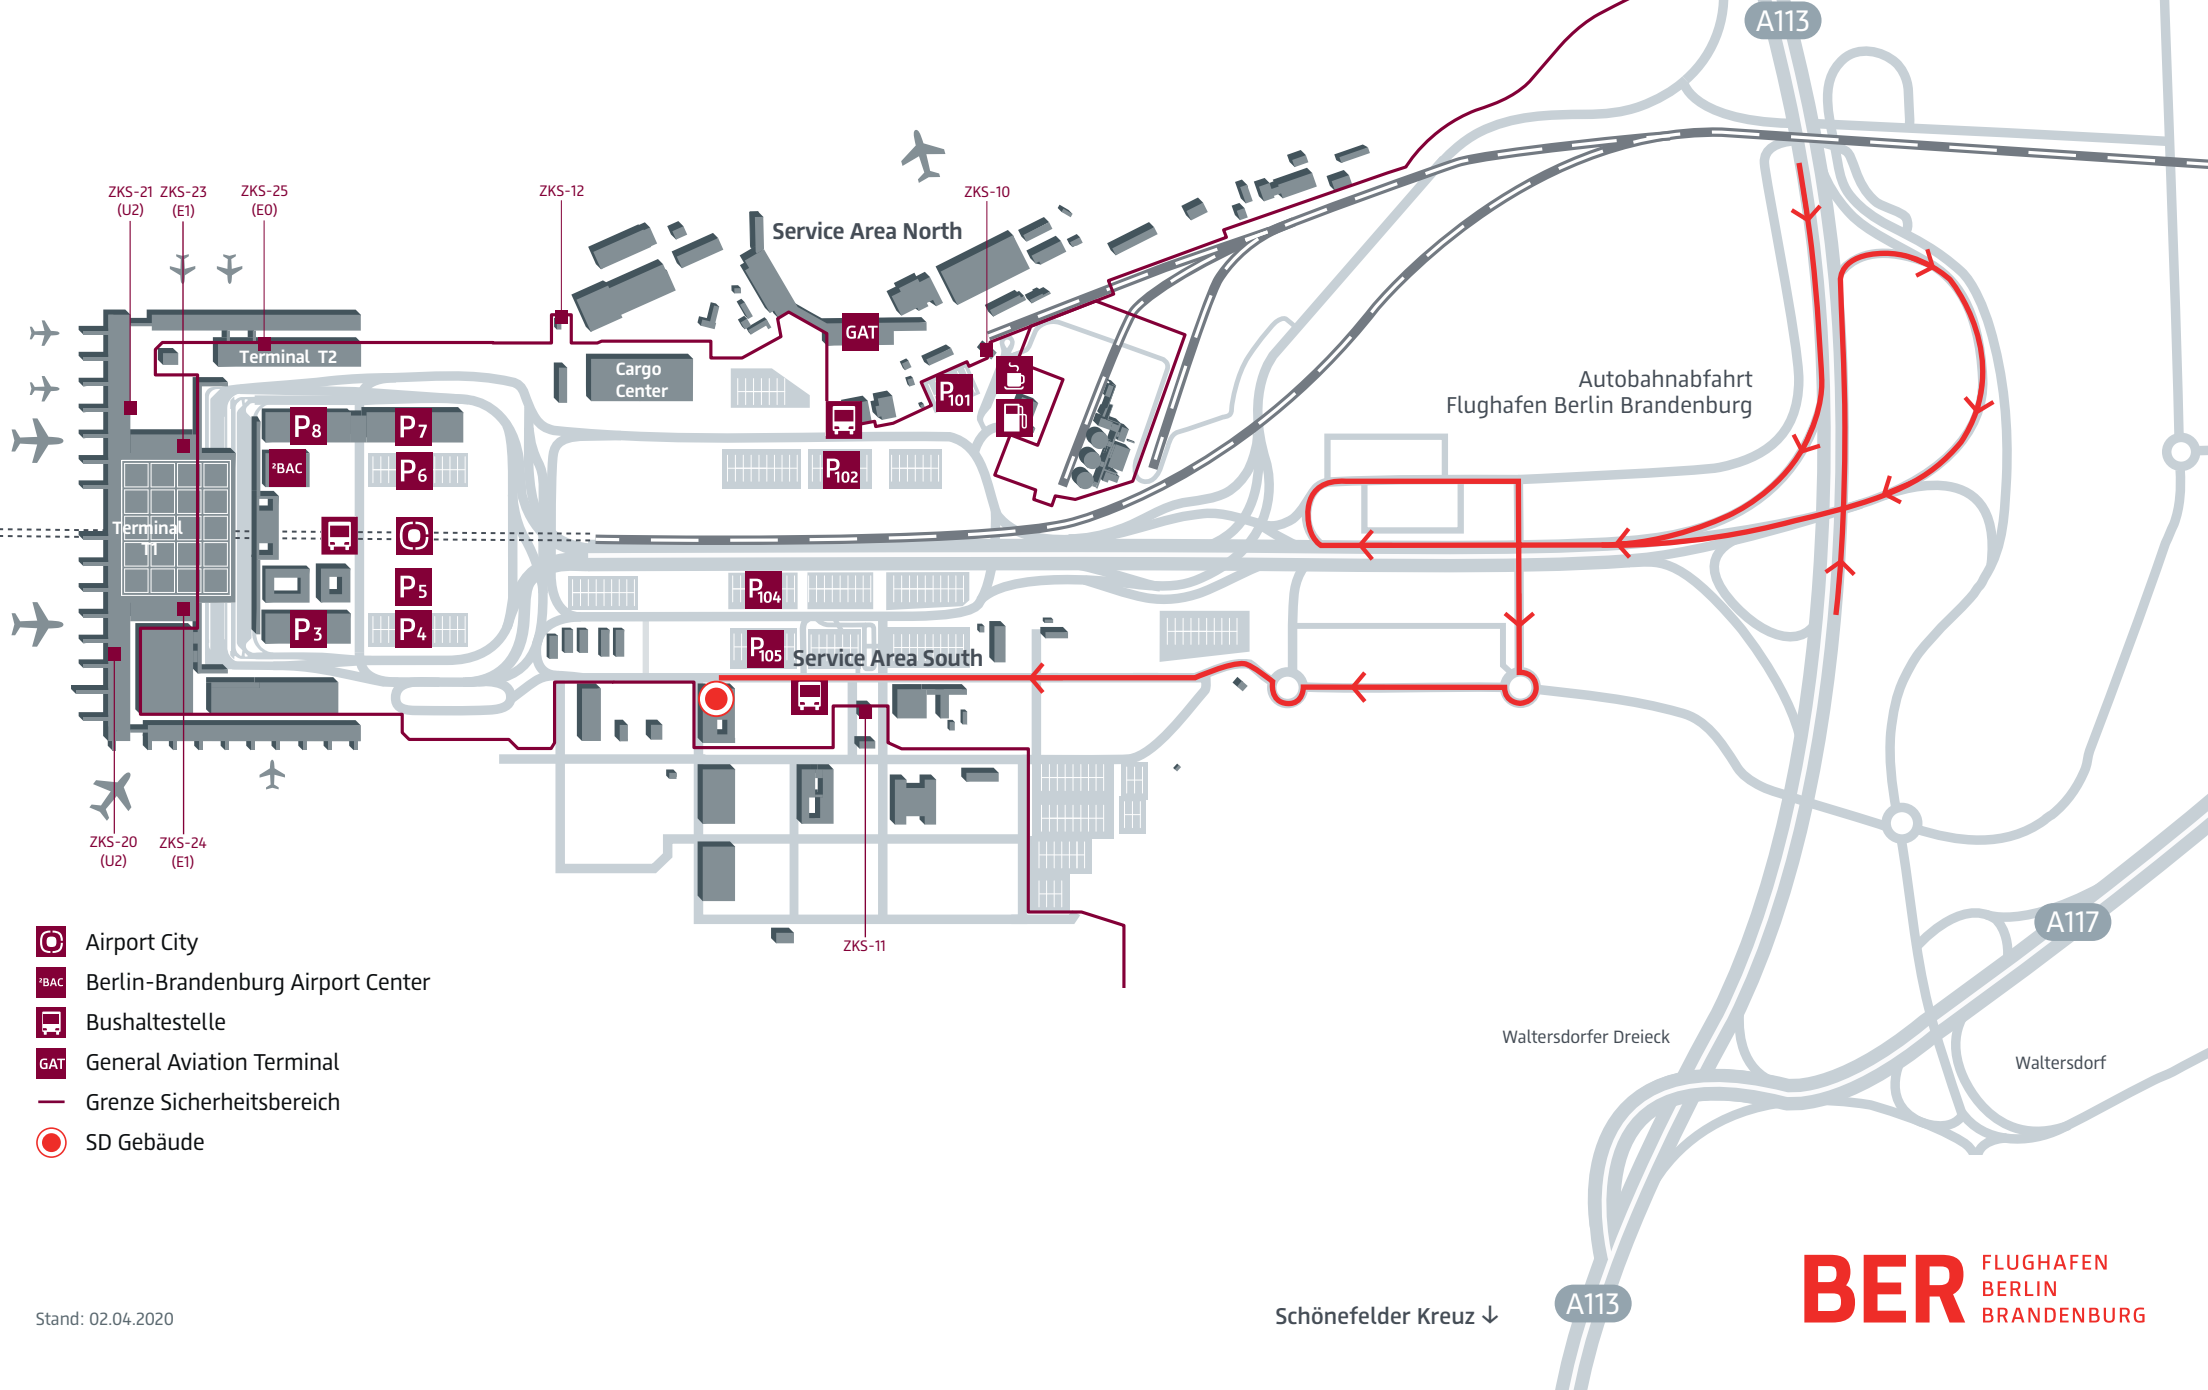 A113
ZKS-21
(U2)
ZKS-23
(E1)
ZKS-25
(E0)
ZKS-12
ZKS-10
Service Area North
GAT
Terminal T2
Cargo
Center
P101
Autobahnabfahrt
Flughafen Berlin Brandenburg
P8
P7
²BAC
P6
P102
Terminal
T1
P5
P104
P3
P4
P105
Service Area South
ZKS-20
(U2)
ZKS-24
(E1)
ZKS-11
A117
Airport City
²BAC
Berlin-Brandenburg Airport Center
Bushaltestelle
GAT
General Aviation Terminal
Grenze Sicherheitsbereich
SD Gebäude
Waltersdorfer Dreieck
Waltersdorf
Stand: 02.04.2020
Schönefelder Kreuz ↓
A113
BER
FLUGHAFEN
BERLIN
BRANDENBURG